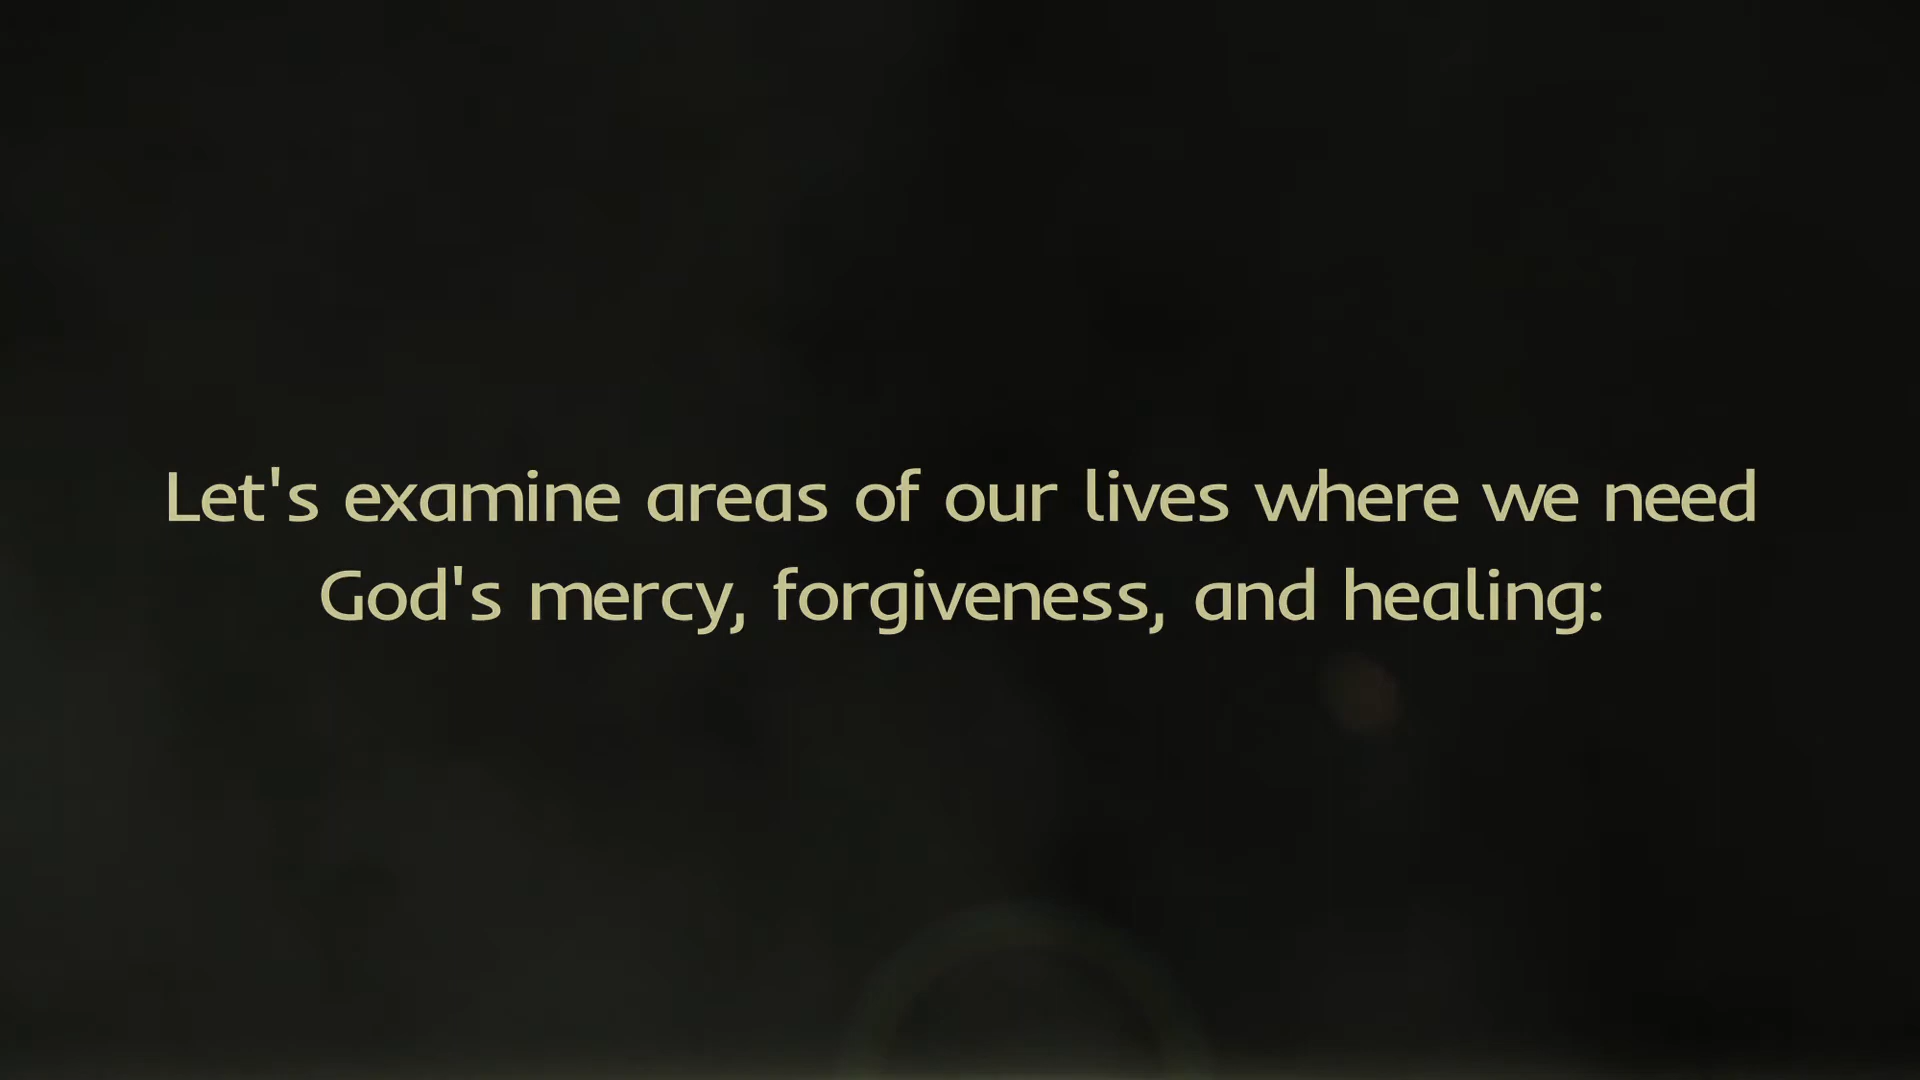 Let's examine areas of our lives where we need
God's mercy, forgiveness, and healing: